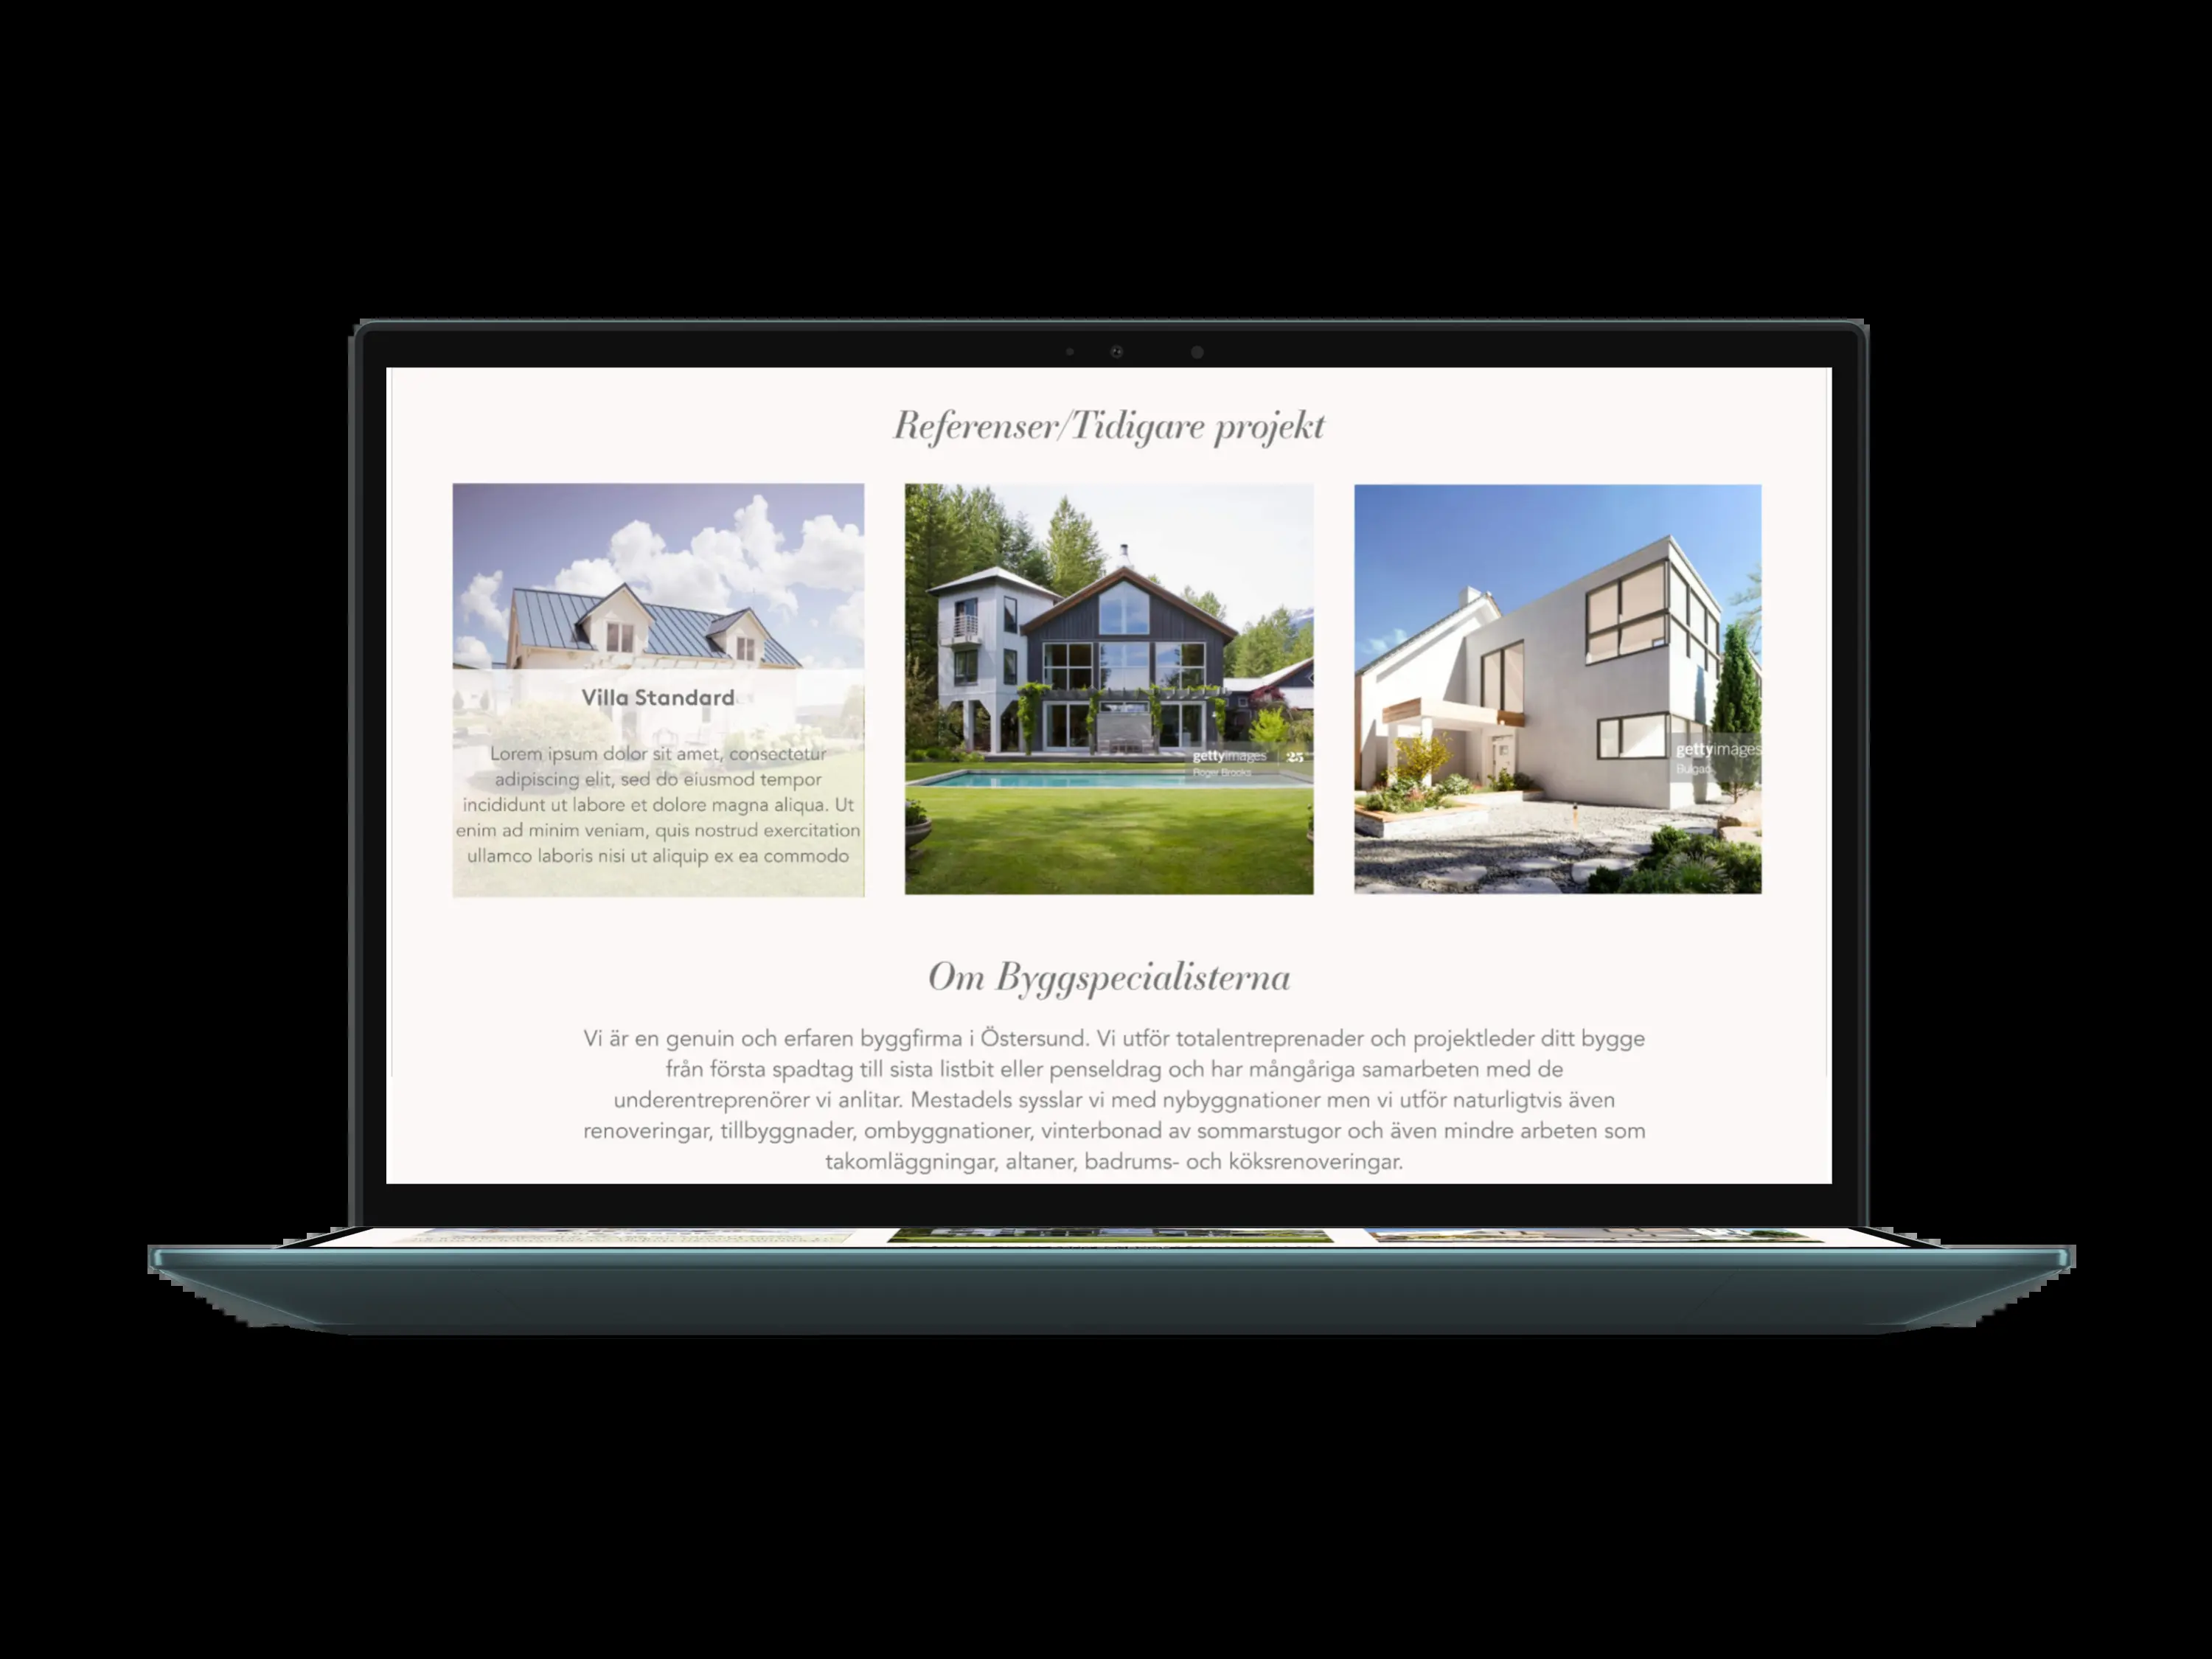 Referenser/Tidigare projekt
Villa Standard
Lorem ipsum dolor sit amet, consectetur
adipiscing elit, sed do eiusmod tempor
incididunt ut labore et dolore magna aliqua. Ut
enim ad minim veniam, quis nostrud exercitation
ullamco laboris nisi ut aliquip ex ea commodo
gettyimages 25
Roger Brooks
gettyimages
Bulgac
Om Byggspecialisterna
Vi är en genuin och erfaren byggfirma i Östersund. Vi utför totalentreprenader och projektleder ditt bygge
från första spadtag till sista listbit eller penseldrag och har mångåriga samarbeten med de
underentreprenörer vi anlitar. Mestadels sysslar vi med nybyggnationer men vi utför naturligtvis även
renoveringar, tillbyggnader, ombyggnationer, vinterbonad av sommarstugor och även mindre arbeten som
takomläggningar, altaner, badrums- och köksrenoveringar.